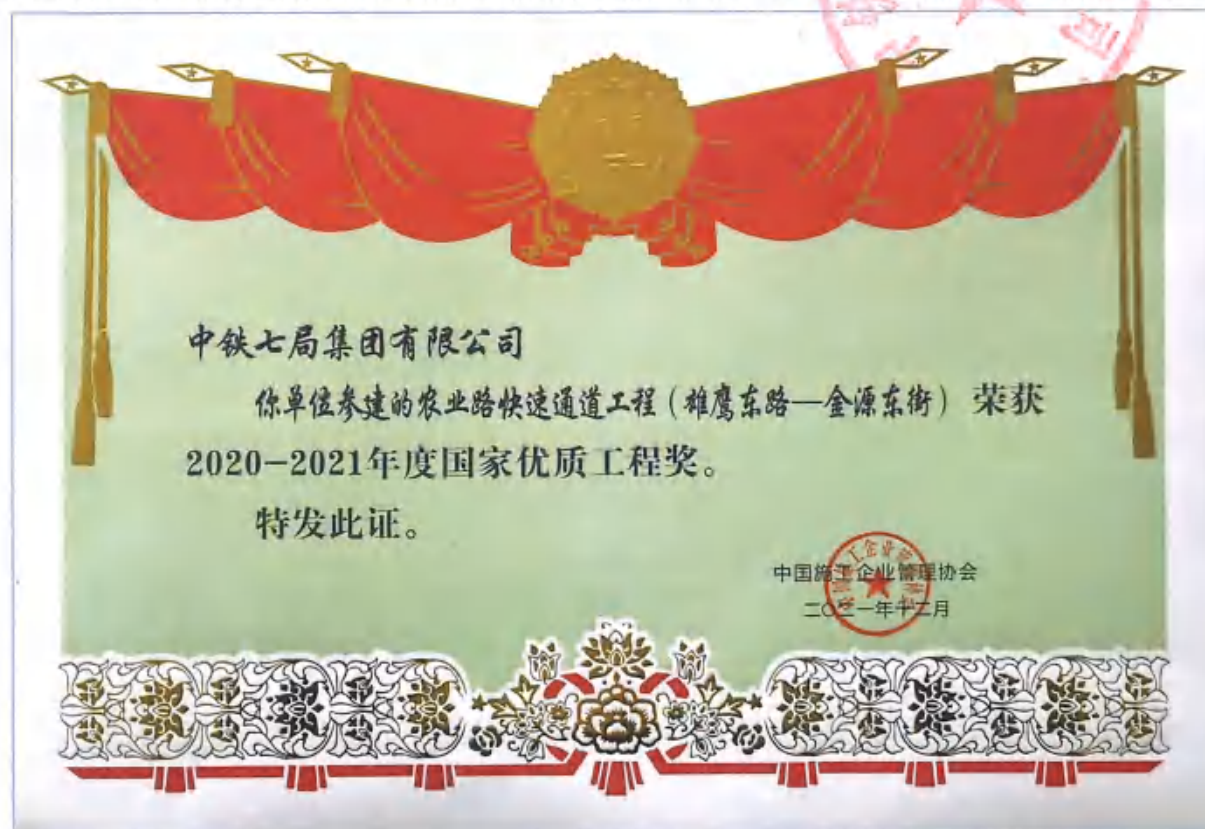 中铁七局集团有限公司
你单位参建的农业路快速通道工程（雄鹰东路—金源东街）荣获
2020-2021年度国家优质工程奖。
特发此证。
中国施工企业管理协会
二〇二一年十二月